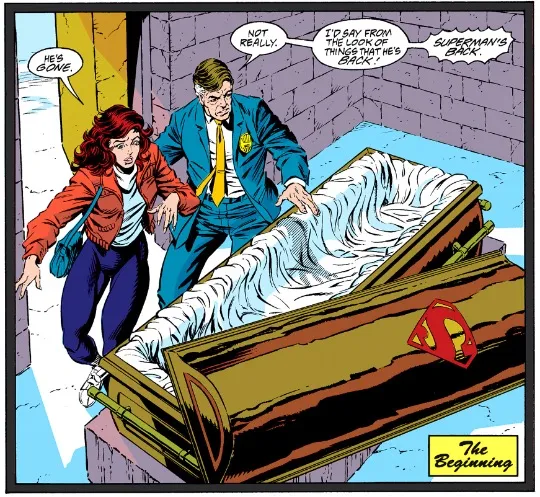 HE'S
GONE.
NOT
REALLY.
I'D SAY FROM
THE LOOK OF
THINGS THAT HE'S
BACK!
SUPERMAN'S
BACK.
S
The
Beginning